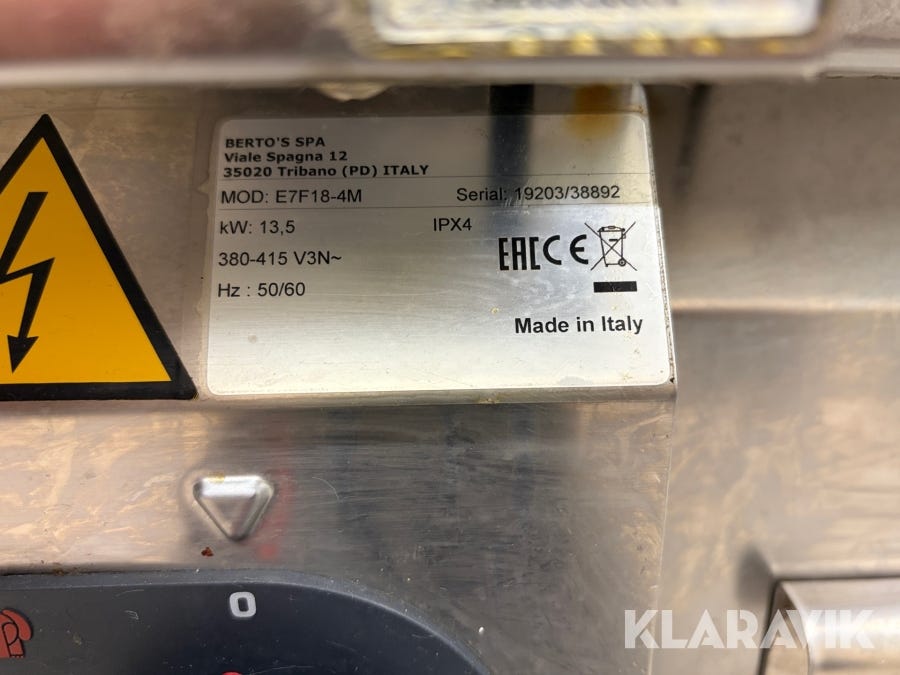 BERTO'S SPA
Viale Spagna 12
35020 Tribano (PD) ITALY
MOD: E7F18-4M Serial: 19203/38892
kW: 13,5 IPX4
380-415 V3N~
EAC CE
Hz : 50/60
Made in Italy
0
KLARAVIK